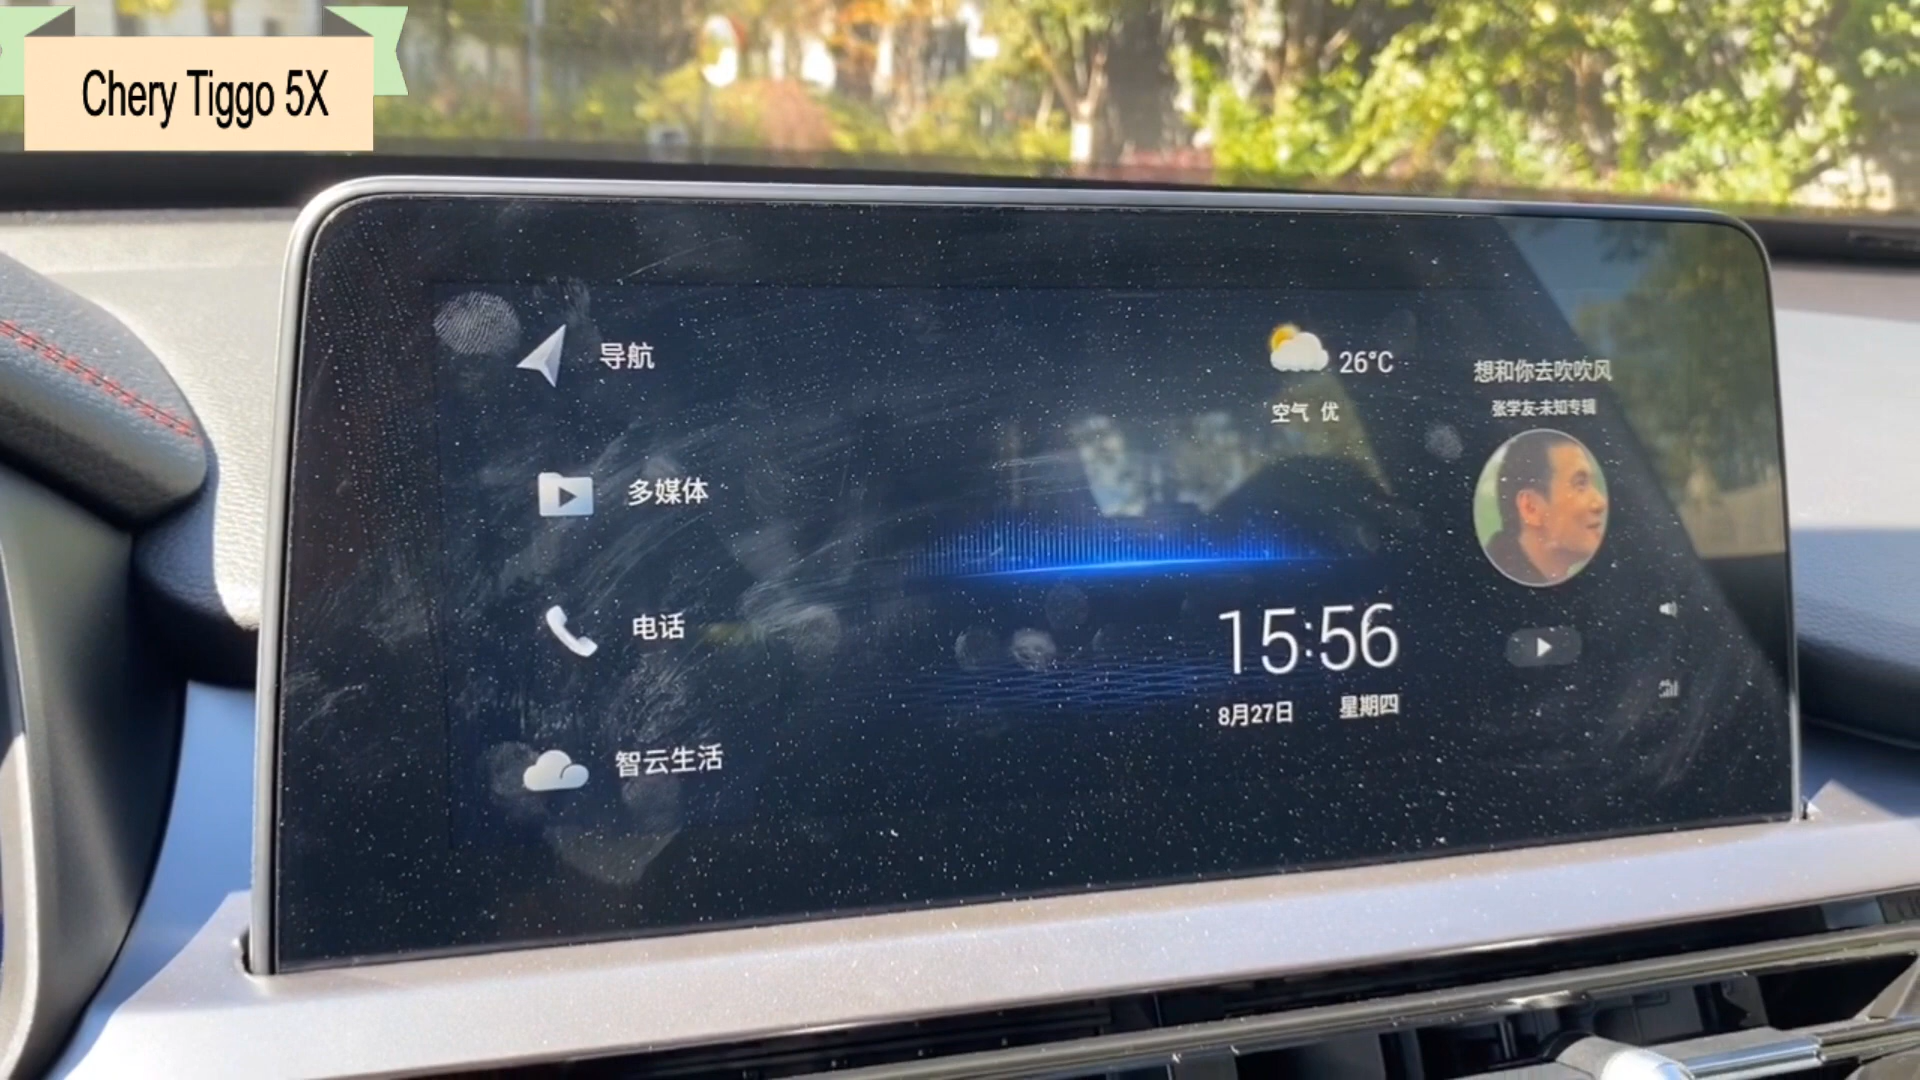 Chery Tiggo 5X
导航
多媒体
电话
智云生活
26°C
空气 优
15:56
8月27日 星期四
想和你去吹吹风
张学友-未知专辑